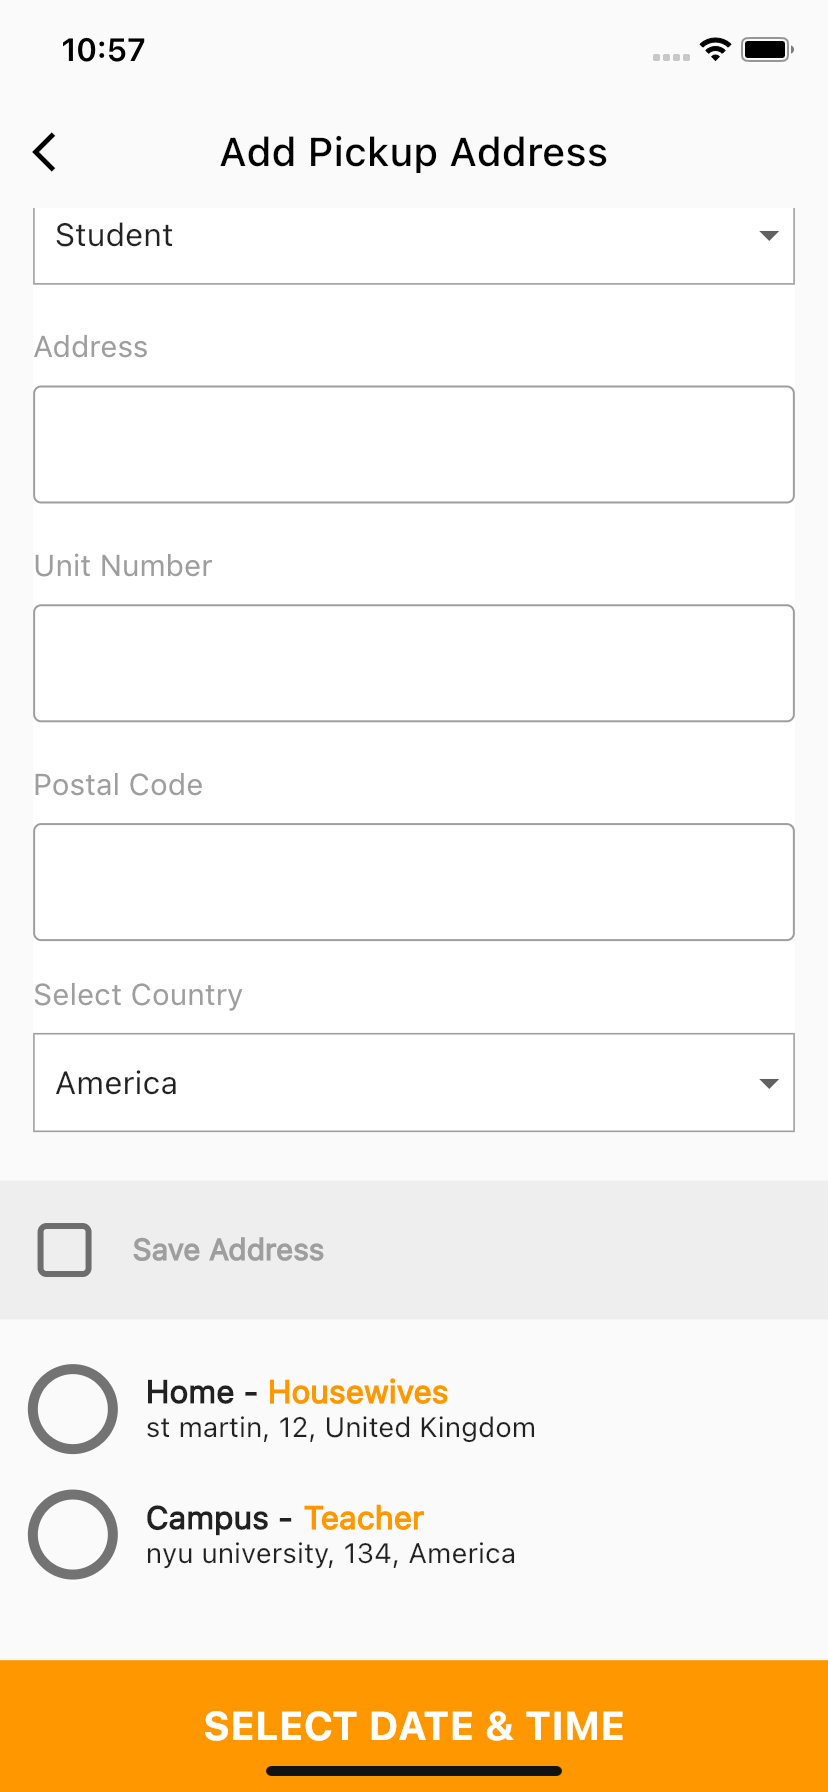 10:57
Add Pickup Address
Student
Address
Unit Number
Postal Code
Select Country
America
Save Address
Home - Housewives
st martin, 12, United Kingdom
Campus - Teacher
nyu university, 134, America
SELECT DATE & TIME